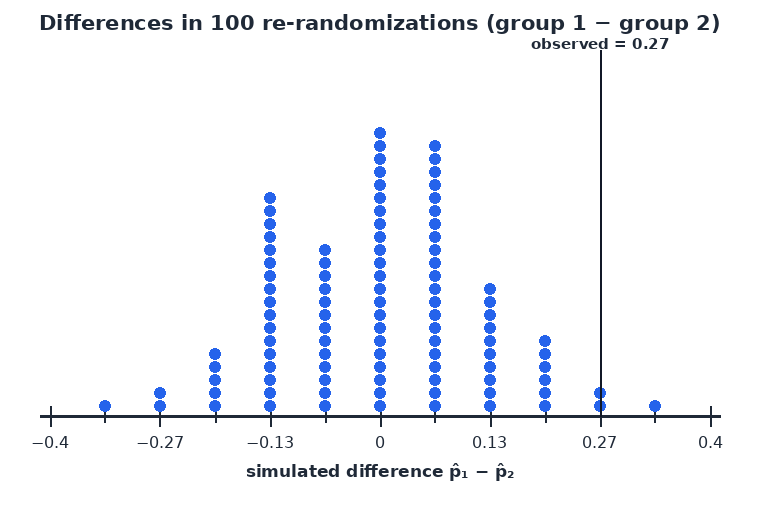 Differences in 100 re-randomizations (group 1 − group 2)
observed = 0.27
−0.4 −0.27 −0.13 0 0.13 0.27 0.4
simulated difference p̂₁ − p̂₂